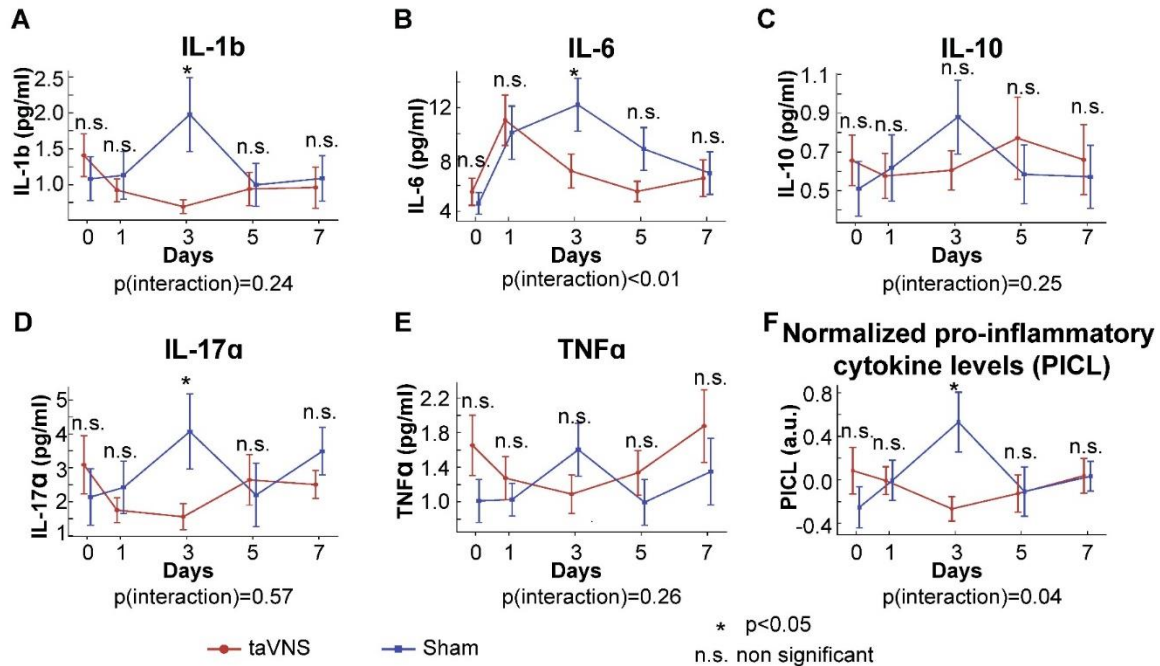 A
IL-1b
IL-1b (pg/ml)
2.5
2.0
1.5
1.0
n.s.
n.s.
*
n.s.
n.s.
0 1 3 5 7
Days
p(interaction)=0.24
B
IL-6
IL-6 (pg/ml)
12
8
4
n.s.
n.s.
*
n.s.
n.s.
0 1 3 5 7
Days
p(interaction)<0.01
C
IL-10
IL-10 (pg/ml)
1.1
0.9
0.7
0.5
n.s.
n.s.
n.s.
n.s.
n.s.
0 1 3 5 7
Days
p(interaction)=0.25
D
IL-17ɑ
IL-17ɑ (pg/ml)
5
4
3
2
1
n.s.
n.s.
*
n.s.
n.s.
0 1 3 5 7
Days
p(interaction)=0.57
E
TNFɑ
TNFɑ (pg/ml)
2.2
1.8
1.4
1.0
n.s.
n.s.
n.s.
n.s.
n.s.
0 1 3 5 7
Days
p(interaction)=0.26
F
Normalized pro-inflammatory
cytokine levels (PICL)
PICL (a.u.)
0.8
0.4
0.0
-0.4
n.s.
n.s.
*
n.s.
n.s.
0 1 3 5 7
Days
p(interaction)=0.04
taVNS
Sham
* p<0.05
n.s. non significant